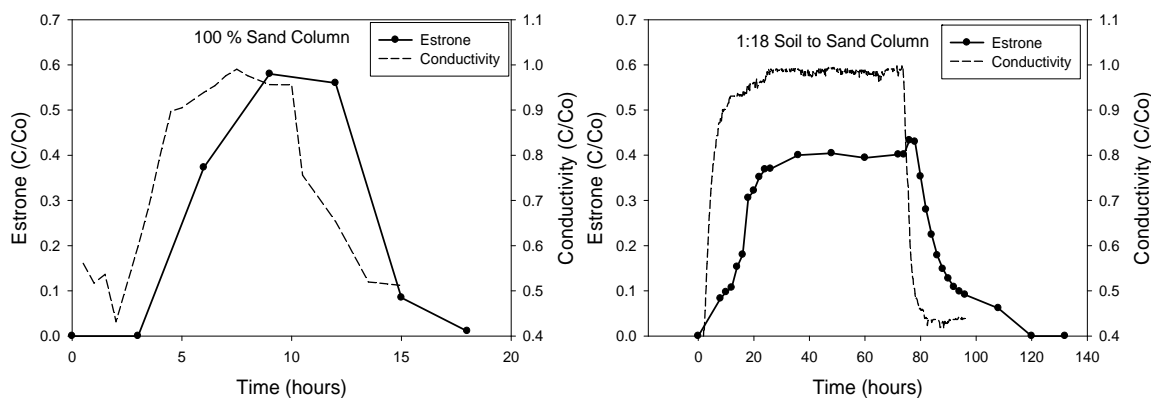 100 % Sand Column
Estrone
Conductivity
Estrone (C/Co)
0.7
0.6
0.5
0.4
0.3
0.2
0.1
0.0
Conductivity (C/Co)
1.1
1.0
0.9
0.8
0.7
0.6
0.5
0.4
0 5 10 15 20
Time (hours)
1:18 Soil to Sand Column
Estrone
Conductivity
Estrone (C/Co)
0.7
0.6
0.5
0.4
0.3
0.2
0.1
0.0
Conductivity (C/Co)
1.1
1.0
0.9
0.8
0.7
0.6
0.5
0.4
0 20 40 60 80 100 120 140
Time (hours)